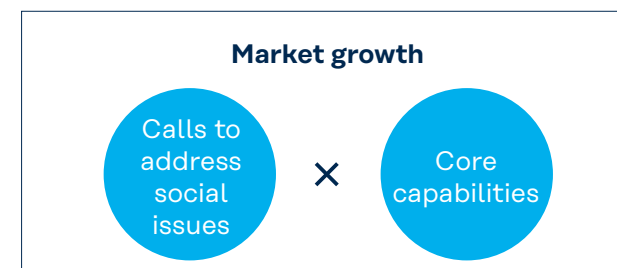 Market growth
Calls to
address
social
issues
×
Core
capabilities